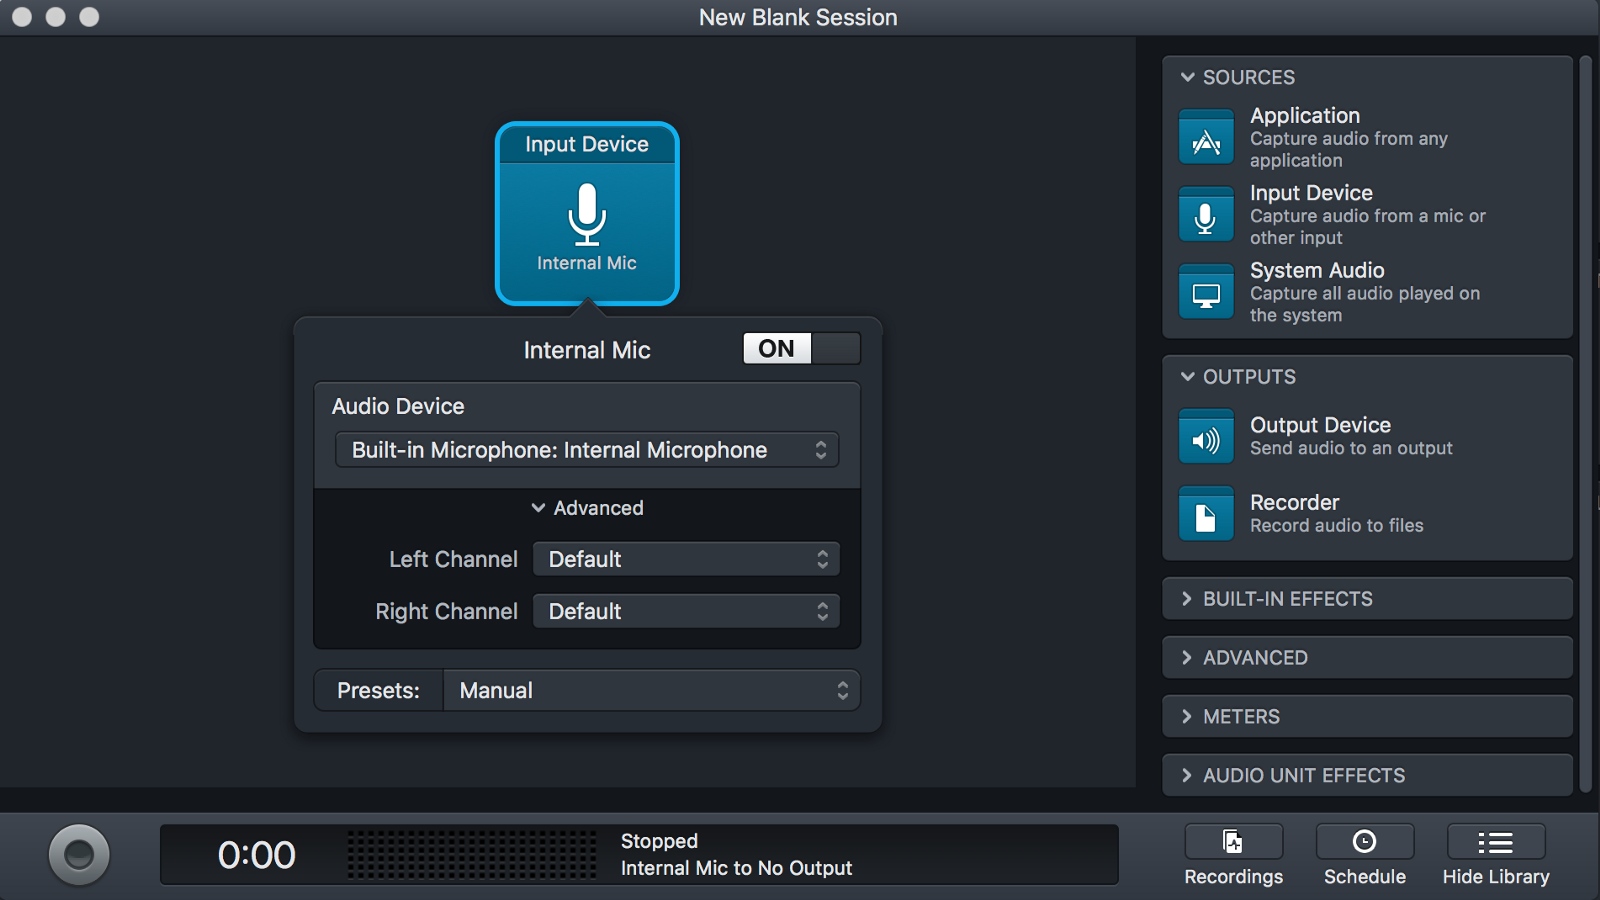 New Blank Session
Input Device
Internal Mic
Internal Mic
ON
Audio Device
Built-in Microphone: Internal Microphone
Advanced
Left Channel
Default
Right Channel
Default
Presets:
Manual
SOURCES
Application
Capture audio from any
application
Input Device
Capture audio from a mic or
other input
System Audio
Capture all audio played on
the system
OUTPUTS
Output Device
Send audio to an output
Recorder
Record audio to files
BUILT-IN EFFECTS
ADVANCED
METERS
AUDIO UNIT EFFECTS
0:00
Stopped
Internal Mic to No Output
Recordings
Schedule
Hide Library